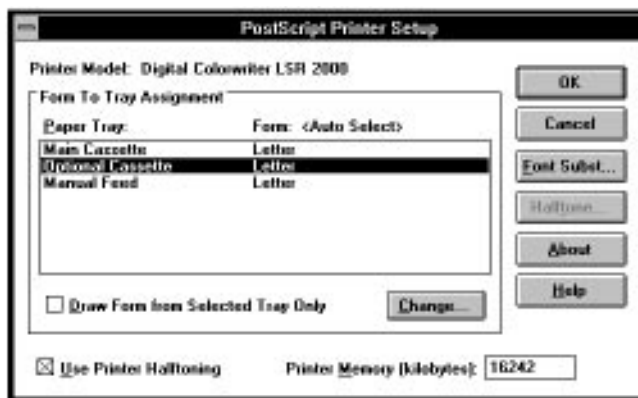 PostScript Printer Setup
Printer Model: Digital Colorwriter LSR 2000
Form To Tray Assignment
Paper Tray: Form: <Auto Select>
Main Cassette Letter
Optional Cassette Letter
Manual Feed Letter
Draw Form from Selected Tray Only
Change...
Use Printer Halftoning
Printer Memory (kilobytes): 16242
OK
Cancel
Font Subst...
Halftone...
About
Help